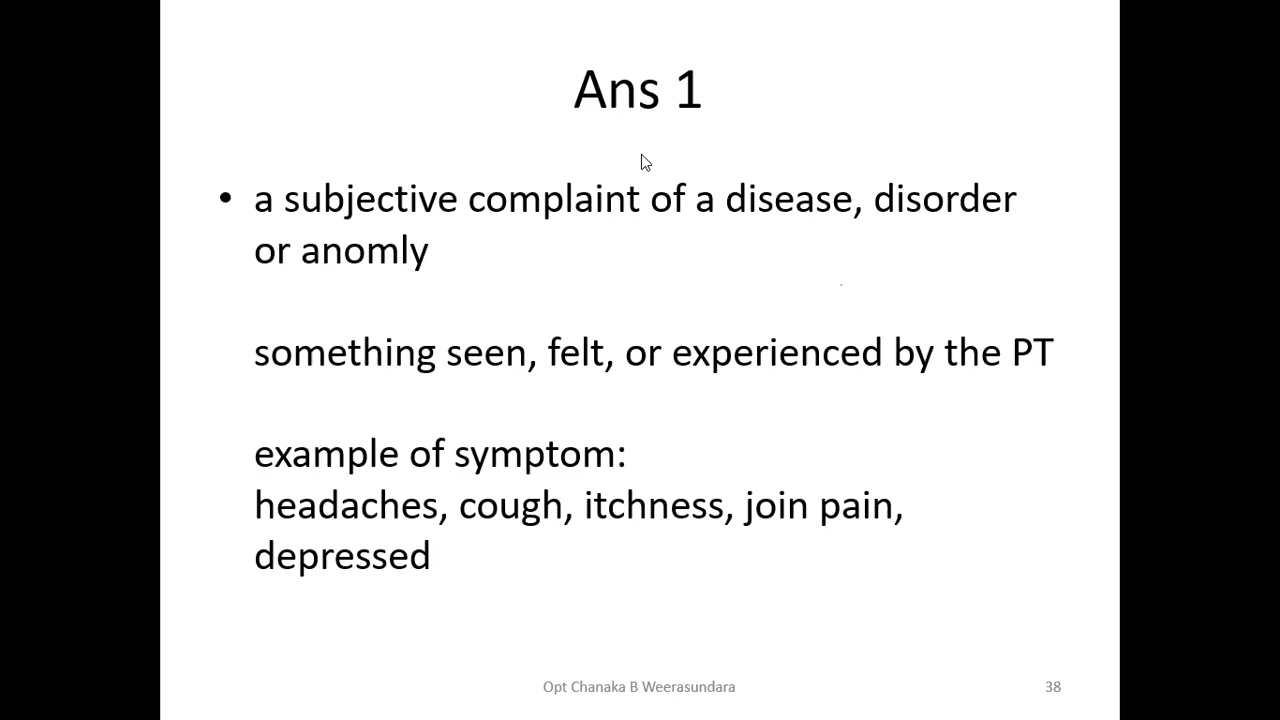 Ans 1
• a subjective complaint of a disease, disorder
or anomly
something seen, felt, or experienced by the PT
example of symptom:
headaches, cough, itchness, join pain,
depressed
Opt Chanaka B Weerasundara
38